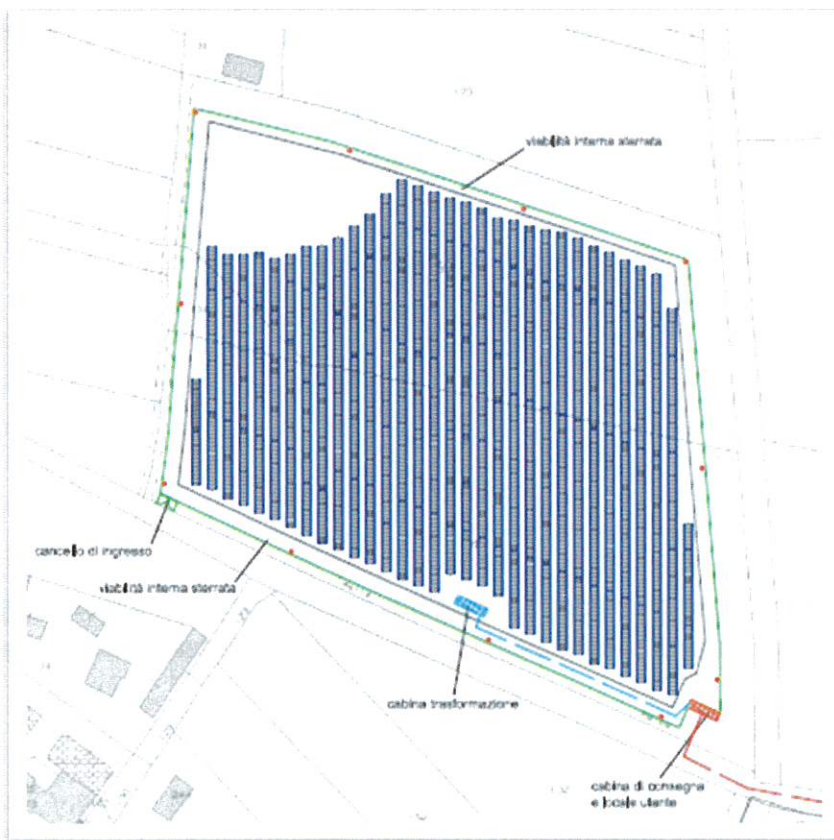 viabilità interna sterrata
cancello di ingresso
viabilità interna sterrata
cabina trasformazione
cabina di consegna
e locale utente